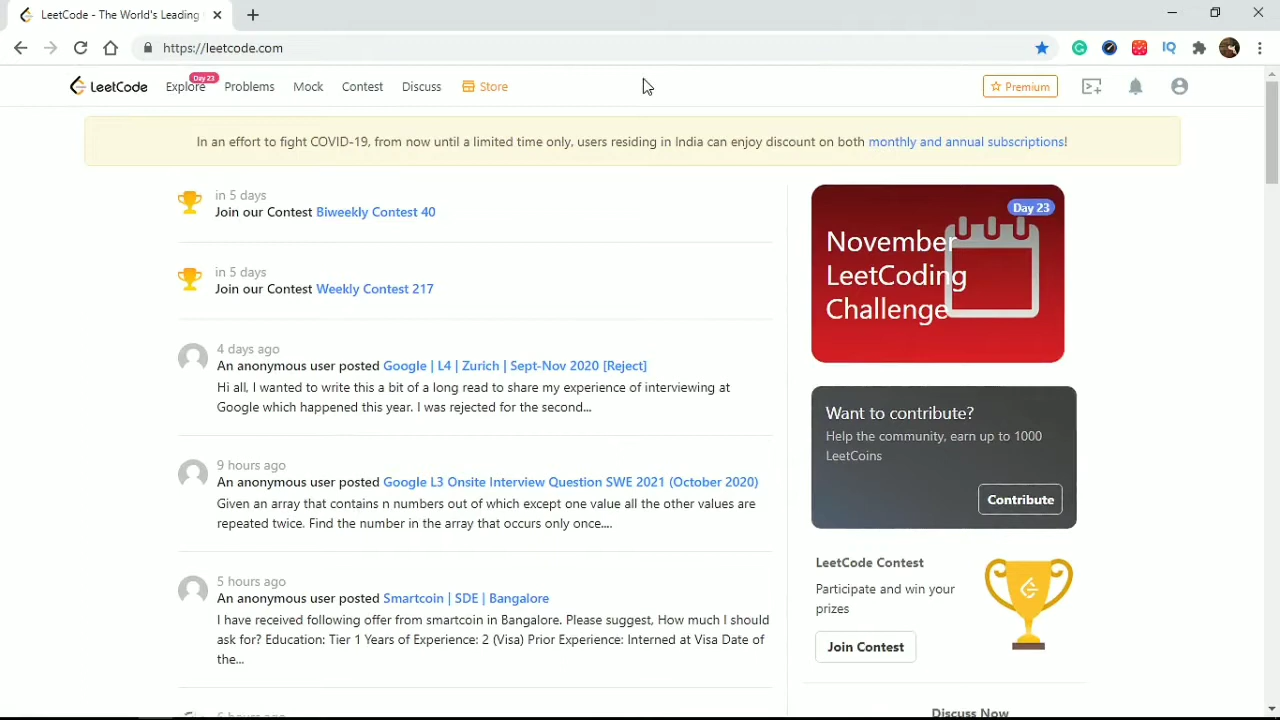 LeetCode - The World's Leading
https://leetcode.com
IQ
LeetCode
Explore
Day 23
Problems
Mock
Contest
Discuss
Store
Premium
In an effort to fight COVID-19, from now until a limited time only, users residing in India can enjoy discount on both monthly and annual subscriptions!
in 5 days
Join our Contest Biweekly Contest 40
in 5 days
Join our Contest Weekly Contest 217
4 days ago
An anonymous user posted Google | L4 | Zurich | Sept-Nov 2020 [Reject]
Hi all, I wanted to write this a bit of a long read to share my experience of interviewing at
Google which happened this year. I was rejected for the second...
9 hours ago
An anonymous user posted Google L3 Onsite Interview Question SWE 2021 (October 2020)
Given an array that contains n numbers out of which except one value all the other values are
repeated twice. Find the number in the array that occurs only once....
5 hours ago
An anonymous user posted Smartcoin | SDE | Bangalore
I have received following offer from smartcoin in Bangalore. Please suggest, How much I should
ask for? Education: Tier 1 Years of Experience: 2 (Visa) Prior Experience: Interned at Visa Date of
the...
Day 23
November
LeetCoding
Challenge
Want to contribute?
Help the community, earn up to 1000
LeetCoins
Contribute
LeetCode Contest
Participate and win your
prizes
Join Contest
Discuss Now